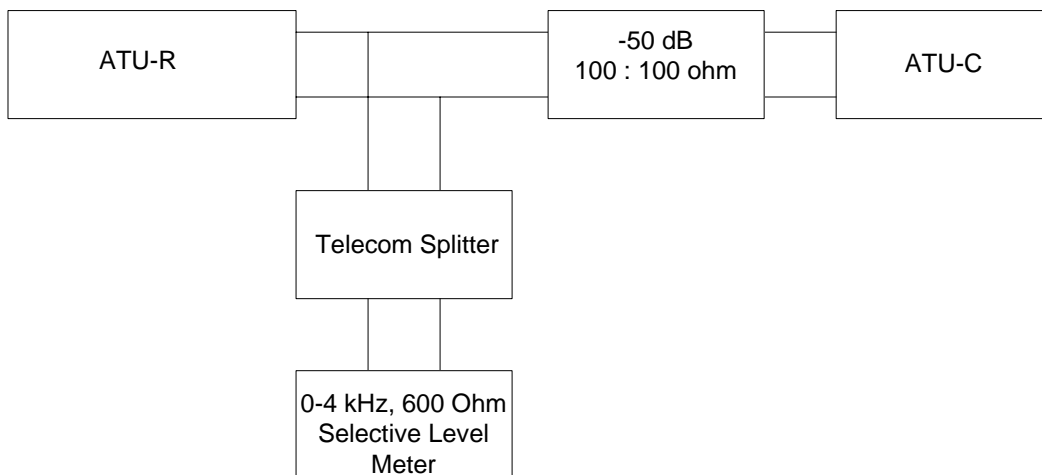 ATU-R
-50 dB
100 : 100 ohm
ATU-C
Telecom Splitter
0-4 kHz, 600 Ohm
Selective Level
Meter